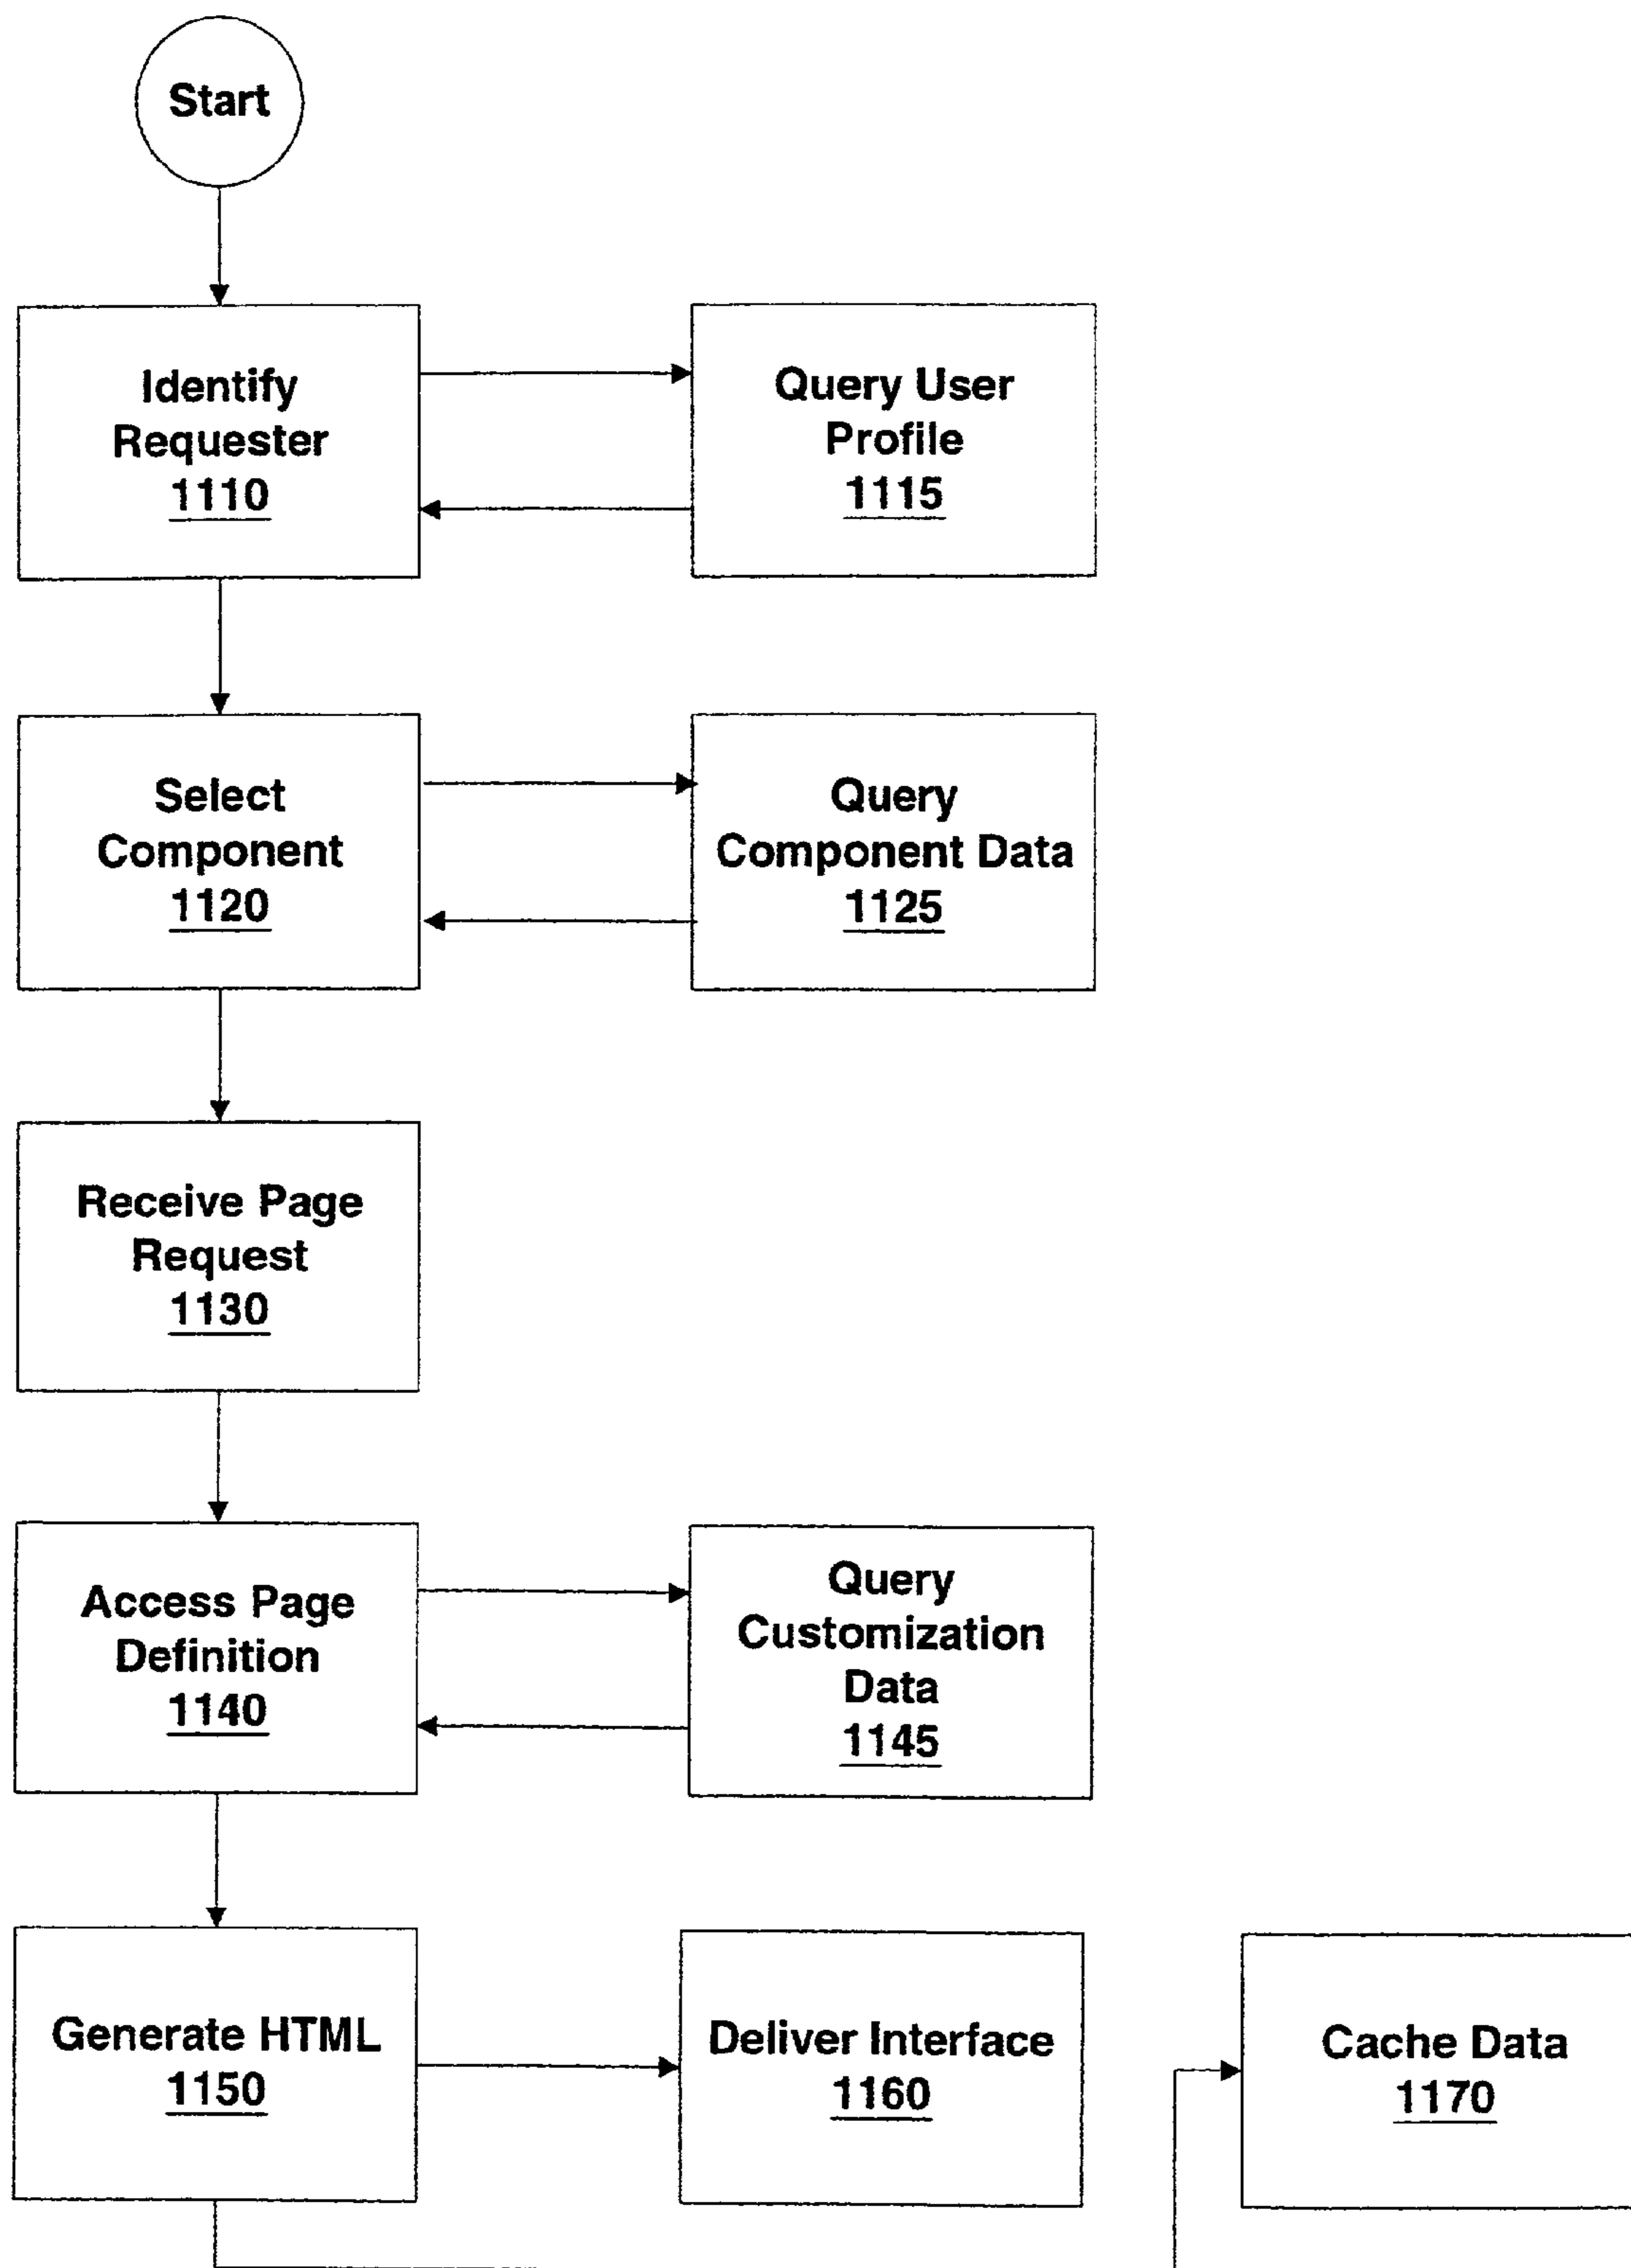 Start
Identify
Requester
1110
Query User
Profile
1115
Select
Component
1120
Query
Component Data
1125
Receive Page
Request
1130
Access Page
Definition
1140
Query
Customization
Data
1145
Generate HTML
1150
Deliver Interface
1160
Cache Data
1170